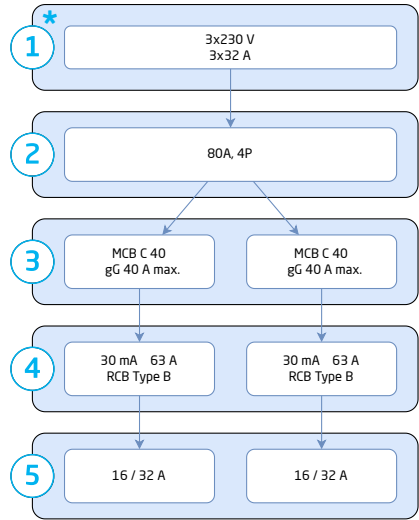 *
1
3x230 V
3x32 A
2
80A, 4P
3
MCB C 40
gG 40 A max.
MCB C 40
gG 40 A max.
4
30 mA 63 A
RCB Type B
30 mA 63 A
RCB Type B
5
16 / 32 A
16 / 32 A